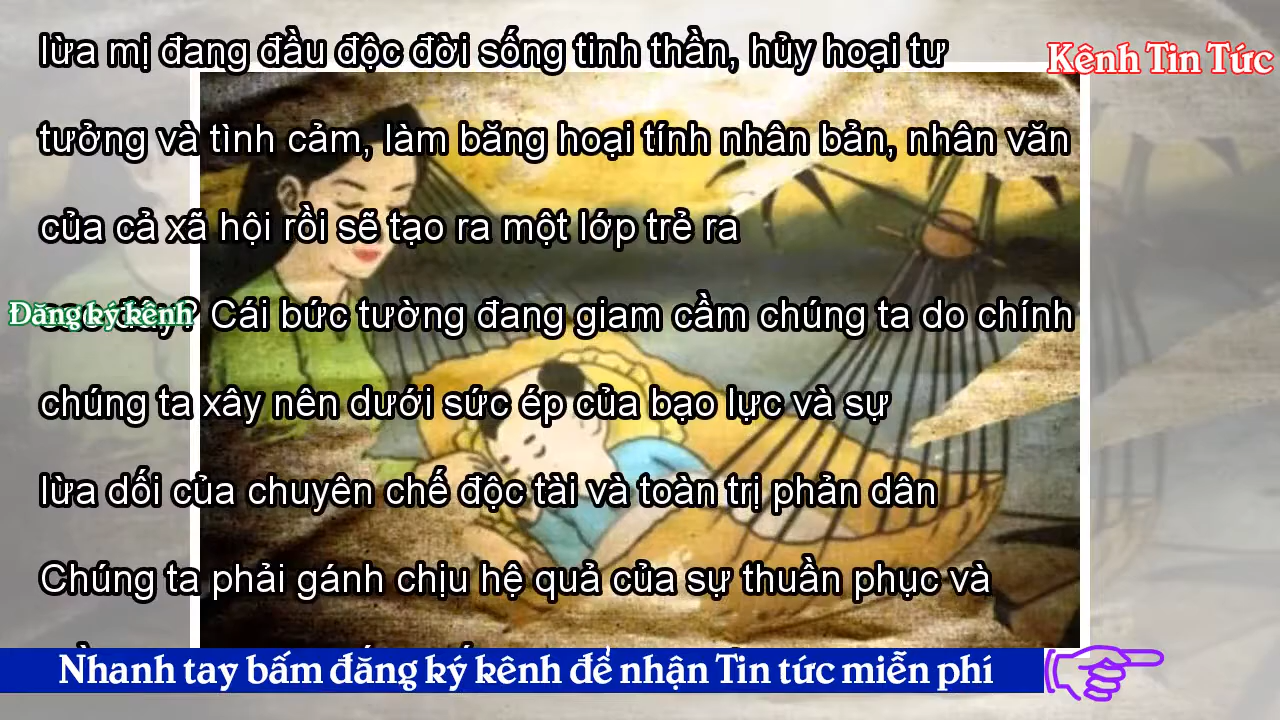 lừa mị đang đầu độc đời sống tinh thần, hủy hoại tư
Kênh Tin Tức
tưởng và tình cảm, làm băng hoại tính nhân bản, nhân văn
của cả xã hội rồi sẽ tạo ra một lớp trẻ ra
Đăng ký kênh
đây? Cái bức tường đang giam cầm chúng ta do chính
chúng ta xây nên dưới sức ép của bạo lực và sự
lừa dối của chuyên chế độc tài và toàn trị phản dân
Chúng ta phải gánh chịu hệ quả của sự thuần phục và
Nhanh tay bấm đăng ký kênh để nhận Tin tức miễn phí